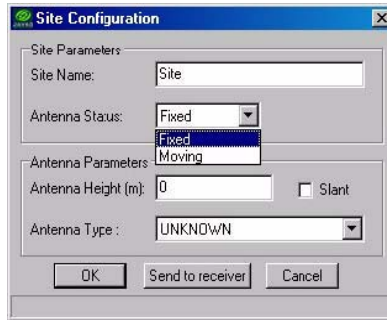 Site Configuration
Site Parameters
Site Name: Site
Antenna Status: Fixed
Fixed
Moving
Antenna Parameters
Antenna Height (m): 0 Slant
Antenna Type : UNKNOWN
OK Send to receiver Cancel